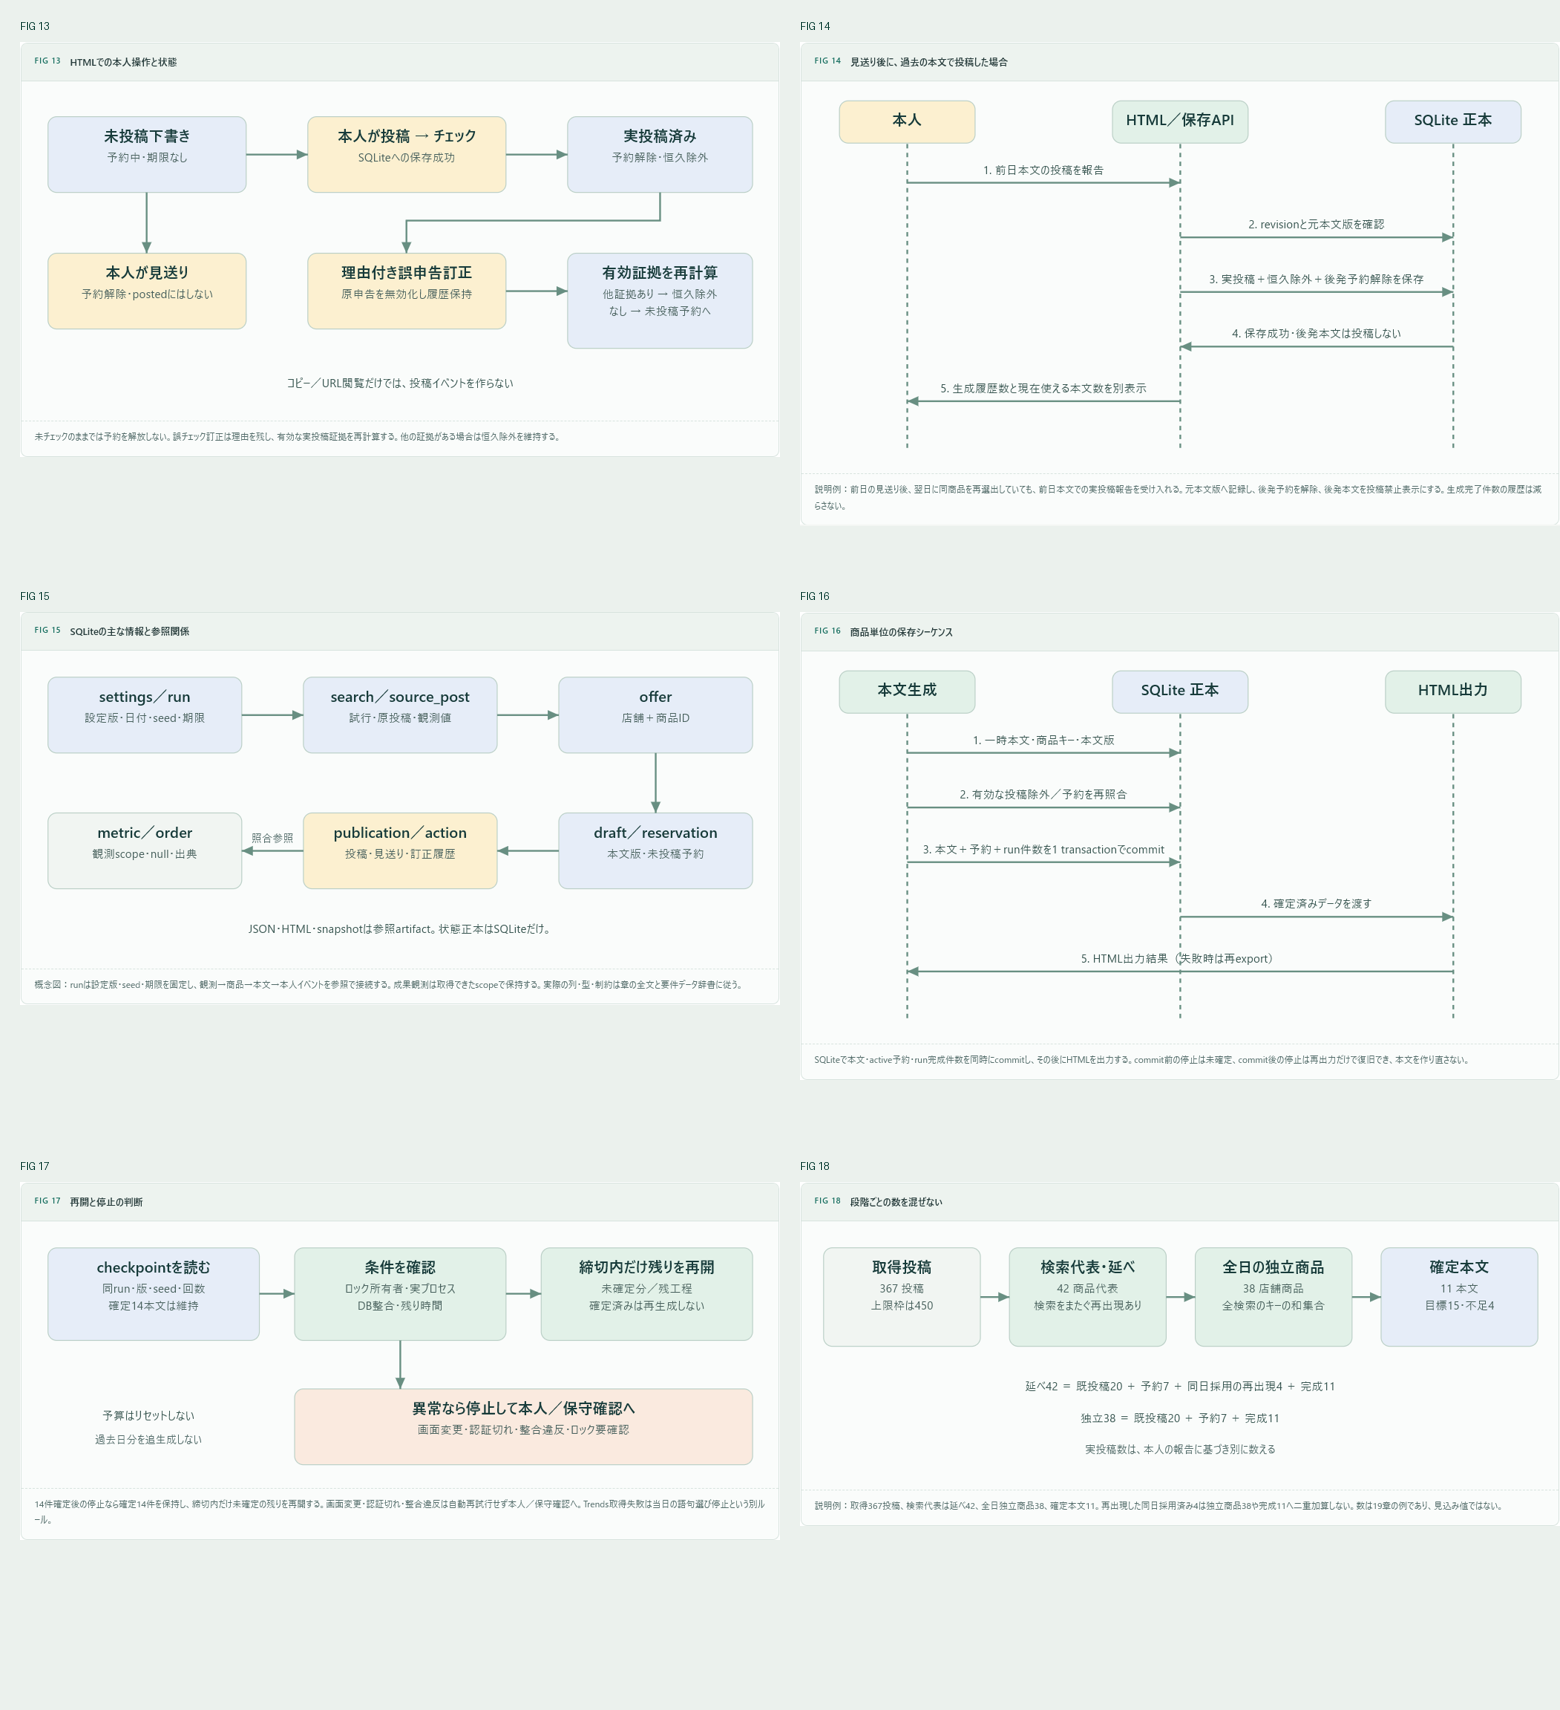 FIG 13
FIG 13 HTMLでの本人操作と状態
未投稿下書き
予約中・期限なし
本人が投稿 → チェック
SQLiteへの保存成功
実投稿済み
予約解除・恒久除外
本人が見送り
予約解除・postedにはしない
理由付き誤申告訂正
原申告を無効化し履歴保持
有効証拠を再計算
他証拠あり → 恒久除外
なし → 未投稿予約へ
コピー／URL閲覧だけでは、投稿イベントを作らない
未チェックのままでは予約を解放しない。誤チェック訂正は理由を残し、有効な実投稿証拠を再計算する。他の証拠がある場合は恒久除外を維持する。
FIG 14
FIG 14 見送り後に、過去の本文で投稿した場合
本人
HTML／保存API
SQLite 正本
1. 前日本文の投稿を報告
2. revisionと元本文版を確認
3. 実投稿＋恒久除外＋後発予約解除を保存
4. 保存成功・後発本文は投稿しない
5. 生成履歴数と現在使える本文数を別表示
説明例：前日の見送り後、翌日に同商品を再選出していても、前日本文での実投稿報告を受け入れる。元本文版へ記録し、後発予約を解除、後発本文を投稿禁止表示にする。生成完了件数の履歴は減
らさない。
FIG 15
FIG 15 SQLiteの主な情報と参照関係
settings／run
設定版・日付・seed・期限
search／source_post
試行・原投稿・観測値
offer
店舗＋商品ID
metric／order
観測scope・null・出典
照合参照
publication／action
投稿・見送り・訂正履歴
draft／reservation
本文版・未投稿予約
JSON・HTML・snapshotは参照artifact。状態正本はSQLiteだけ。
概念図：runは設定版・seed・期限を固定し、観測→商品→本文→本人イベントを参照で接続する。成果観測は取得できたscopeで保持する。実際の列・型・制約は章の全文と要件データ辞書に従う。
FIG 16
FIG 16 商品単位の保存シーケンス
本文生成
SQLite 正本
HTML出力
1. 一時本文・商品キー・本文版
2. 有効な投稿除外／予約を再照合
3. 本文＋予約＋run件数を1 transactionでcommit
4. 確定済みデータを渡す
5. HTML出力結果（失敗時は再export）
SQLiteで本文・active予約・run完成件数を同時にcommitし、その後にHTMLを出力する。commit前の停止は未確定、commit後の停止は再出力だけで復旧でき、本文を作り直さない。
FIG 17
FIG 17 再開と停止の判断
checkpointを読む
同run・版・seed・回数
確定14本文は維持
条件を確認
ロック所有者・実プロセス
DB整合・残り時間
締切内だけ残りを再開
未確定分／残工程
確定済みは再生成しない
予算はリセットしない
過去日分を追生成しない
異常なら停止して本人／保守確認へ
画面変更・認証切れ・整合違反・ロック要確認
14件確定後の停止なら確定14件を保持し、締切内だけ未確定の残りを再開する。画面変更・認証切れ・整合違反は自動再試行せず本人／保守確認へ。Trends取得失敗は当日の語句選び停止という別ル
ール。
FIG 18
FIG 18 段階ごとの数を混ぜない
取得投稿
367 投稿
上限枠は450
検索代表・延べ
42 商品代表
検索をまたぐ再出現あり
全日の独立商品
38 店舗商品
全検索のキーの和集合
確定本文
11 本文
目標15・不足4
延べ42 ＝ 既投稿20 ＋ 予約7 ＋ 同日採用の再出現4 ＋ 完成11
独立38 ＝ 既投稿20 ＋ 予約7 ＋ 完成11
実投稿数は、本人の報告に基づき別に数える
説明例：取得367投稿、検索代表は延べ42、全日独立商品38、確定本文11。再出現した同日採用済み4は独立商品38や完成11へ二重加算しない。数は19章の例であり、見込み値ではない。